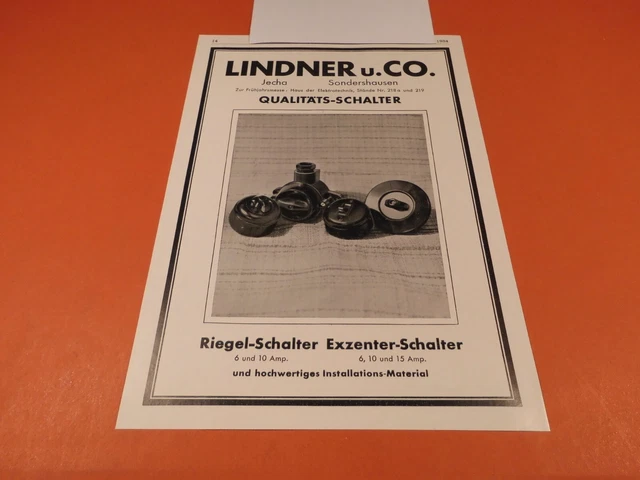 LINDNER u. CO.
Jecha Sondershausen
Zur Frühjahrsmesse - Haus der Elektrotechnik, Stände Nr. 218a und 219
QUALITÄTS-SCHALTER
Riegel-Schalter Exzenter-Schalter
6 und 10 Amp. 6, 10 und 15 Amp.
und hochwertiges Installations-Material